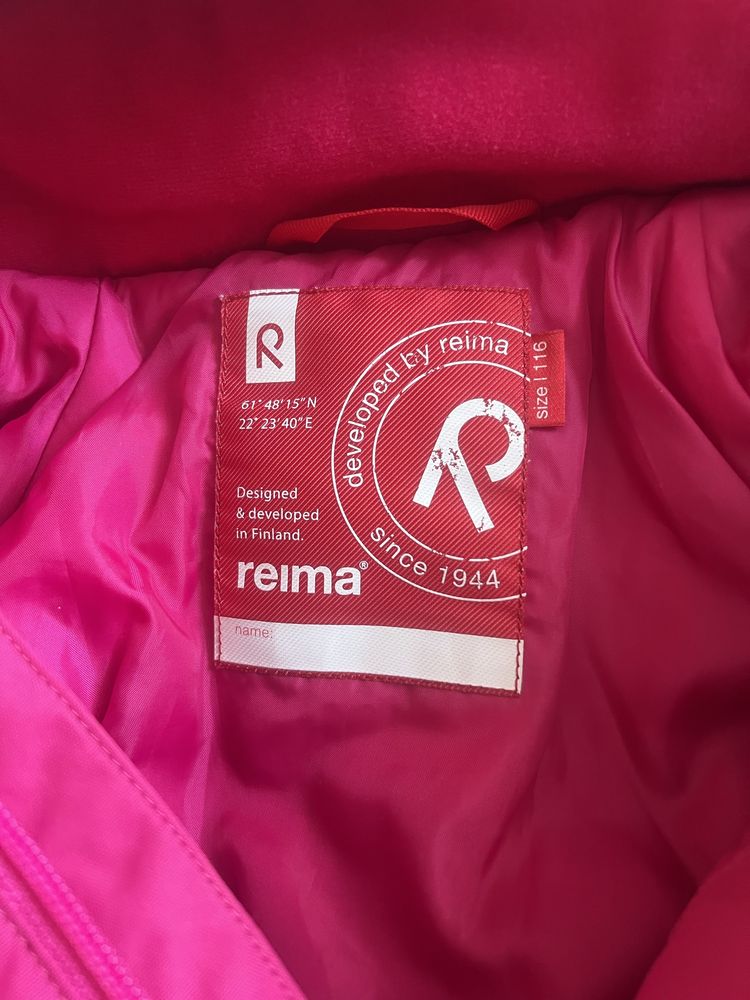 R
61° 48' 15" N
22° 23' 40" E
Designed
& developed
in Finland.
reima®
name:
developed by reima
R
since 1944
size | 116